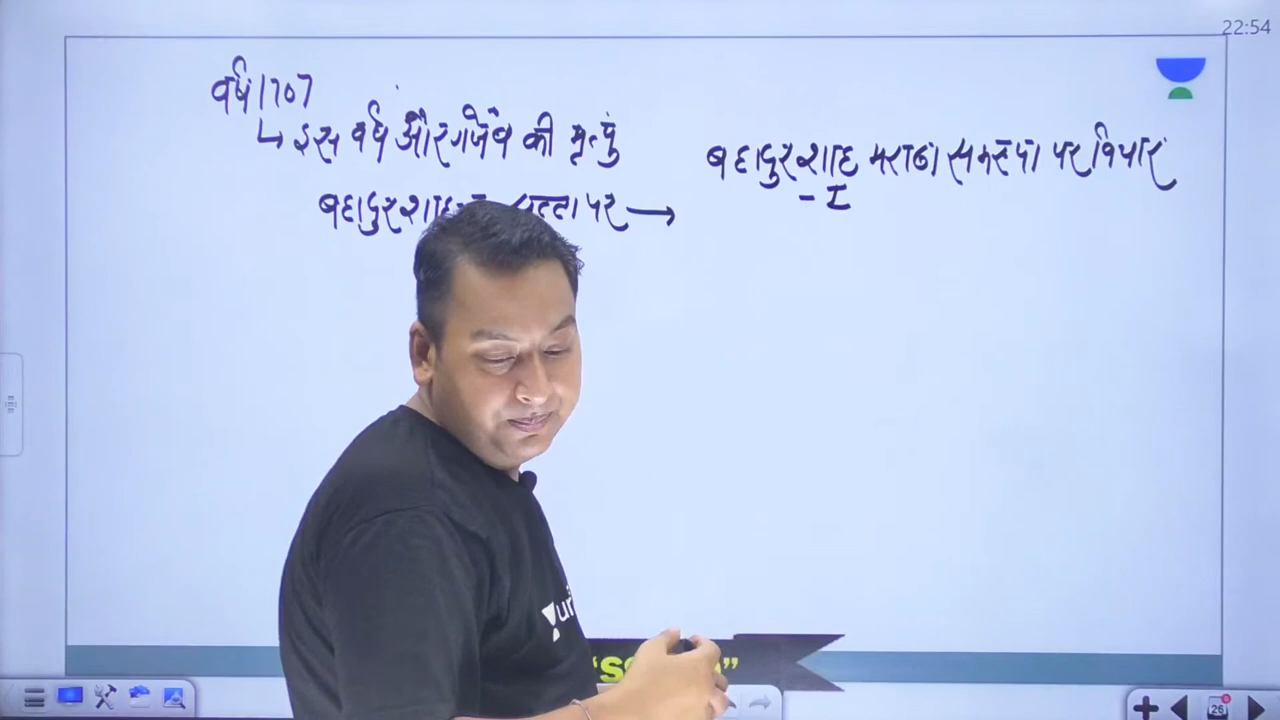 22:54
वर्ष 1707
↳ इस वर्ष औरंगजेब की मृत्यु
बहादुरशाह सत्ता पर →
बहादुरशाह मराठा समस्या पर विचार
- I
26